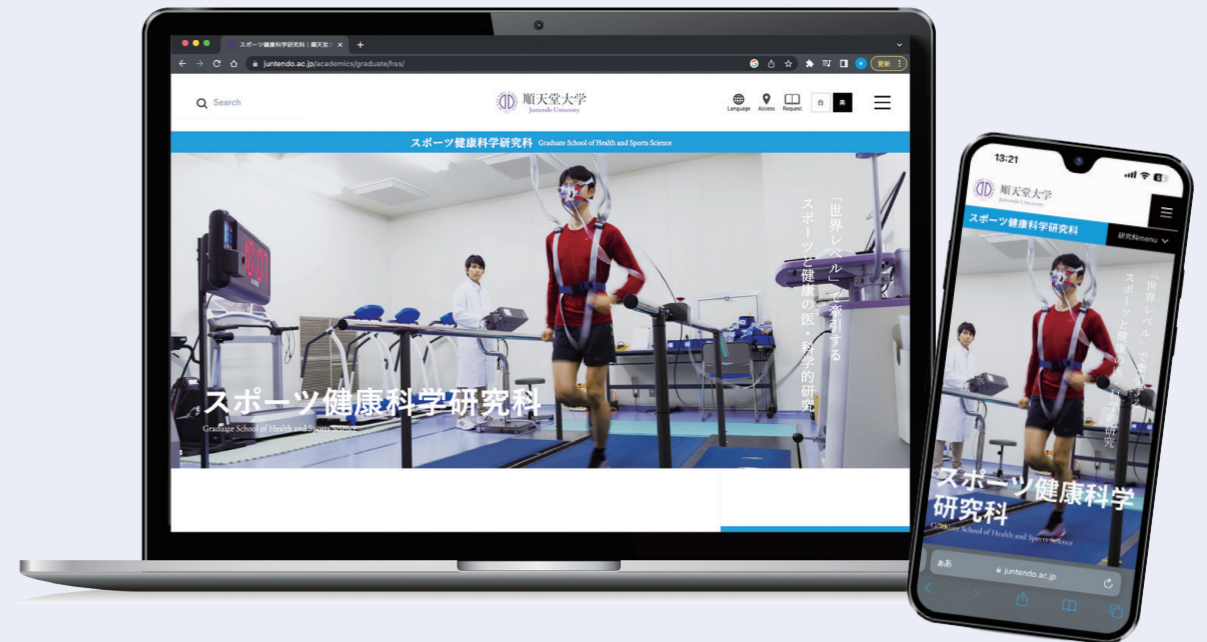 スポーツ健康科学研究科 | 順天堂
juntendo.ac.jp/academics/graduate/hss/
更新
Search
順天堂大学
Juntendo University
Language
Access
Request
白
黒
スポーツ健康科学研究科 Graduate School of Health and Sports Science
「世界レベル」で牽引する
スポーツと健康の医・科学的研究
スポーツ健康科学研究科
Graduate School of Health and Sports Science
13:21
順天堂大学
Juntendo University
スポーツ健康科学研究科
研究科menu
スポーツ健康科学
研究科
Graduate School of Health and Sports Science
ぁあ
juntendo.ac.jp